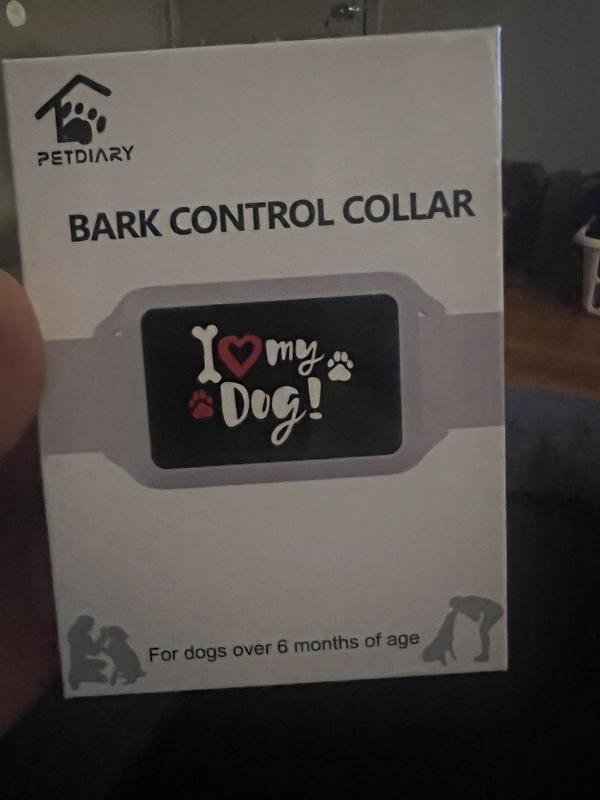 PETDIARY
BARK CONTROL COLLAR
I my
Dog!
For dogs over 6 months of age